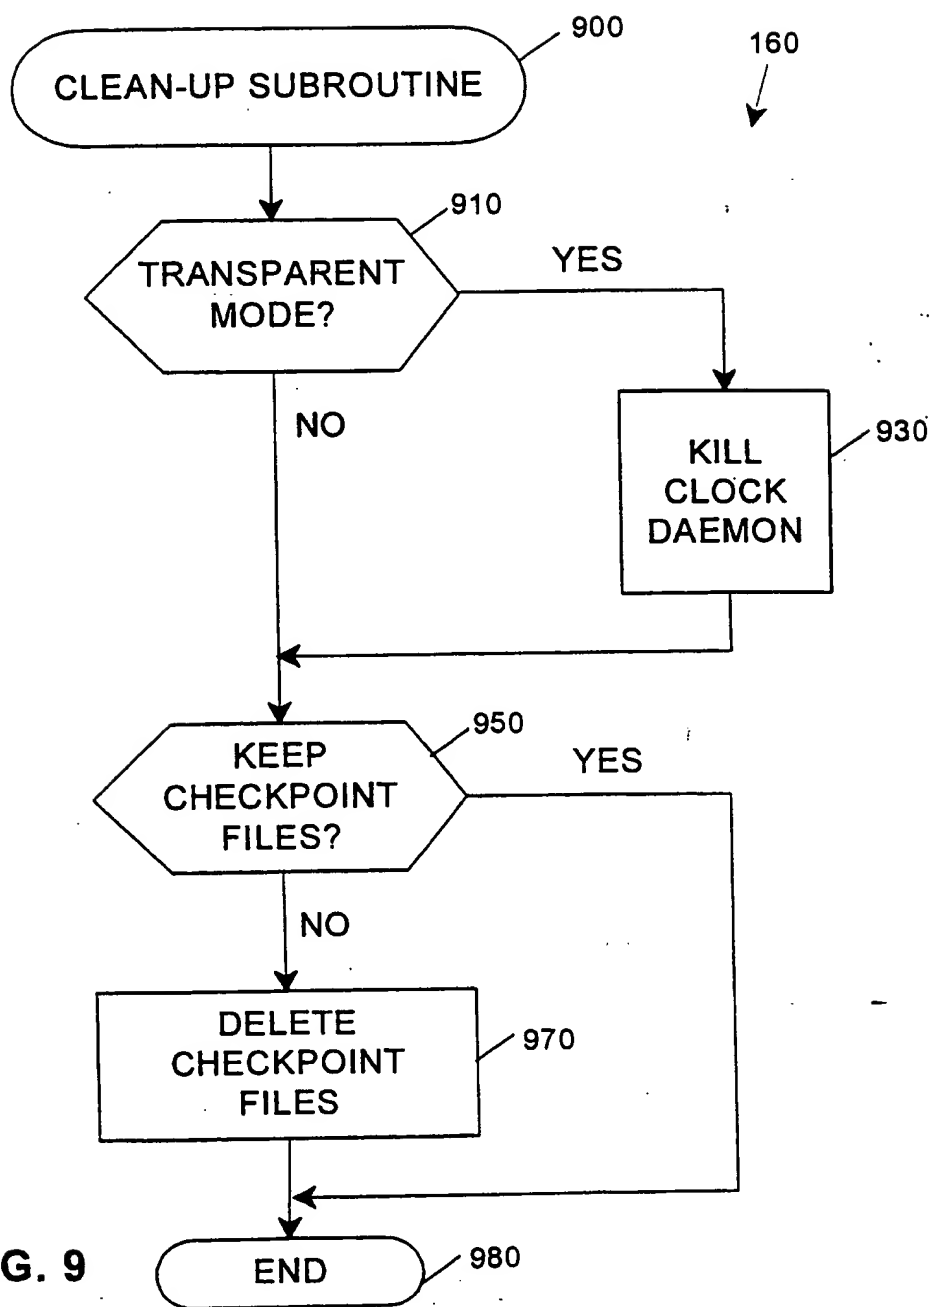 900
160
CLEAN-UP SUBROUTINE
910
TRANSPARENT
MODE?
YES
NO
930
KILL
CLOCK
DAEMON
950
KEEP
CHECKPOINT
FILES?
YES
NO
DELETE
CHECKPOINT
FILES
970
G. 9
END
980